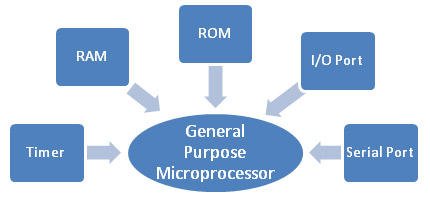 ROM
RAM
I/O Port
Timer
General
Purpose
Microprocessor
Serial Port